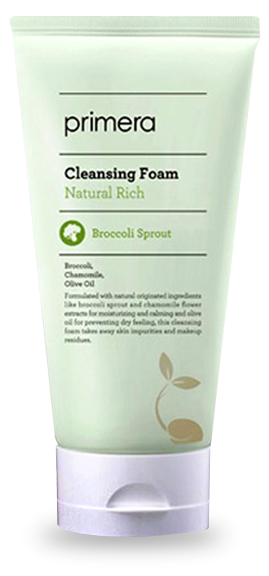 primera
Cleansing Foam
Natural Rich
Broccoli Sprout
Broccoli,
Chamomile,
Olive Oil
Formulated with natural originated ingredients
like broccoli sprout and chamomile flower
extracts for moisturizing and calming and olive
oil for preventing dry feeling, this cleansing
foam takes away skin impurities and makeup
residues.